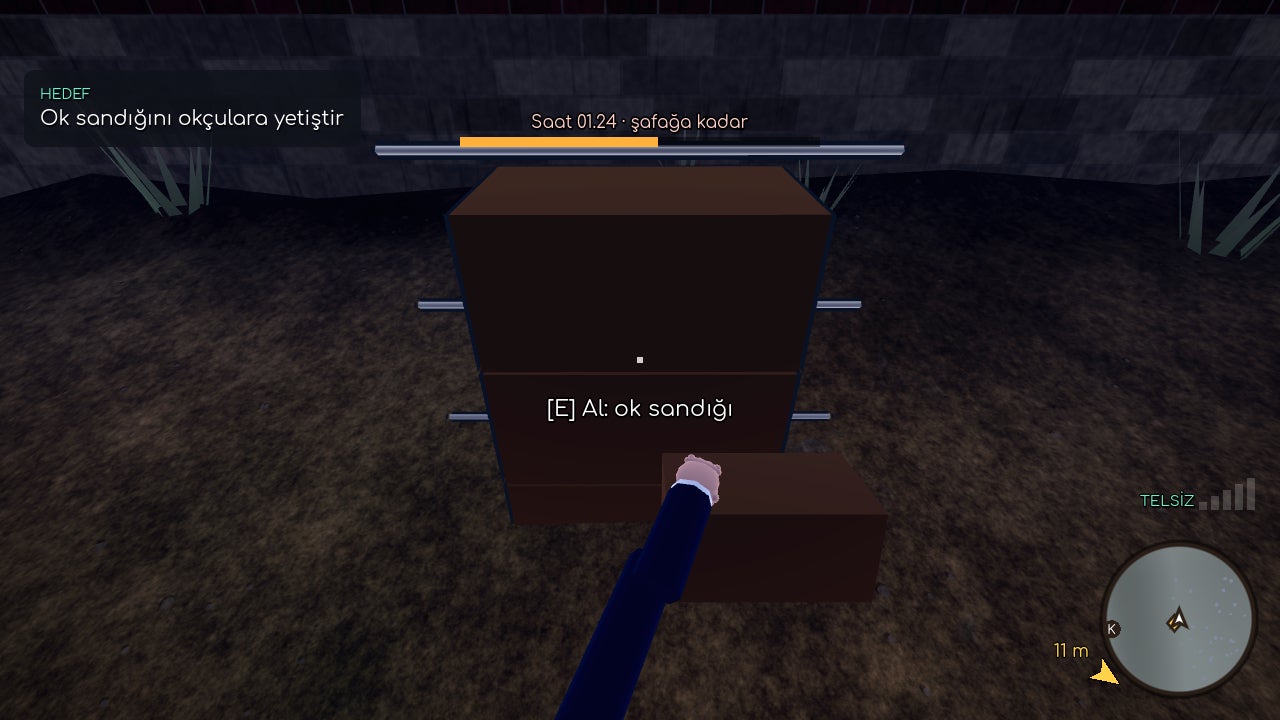 HEDEF
Ok sandığını okçulara yetiştir
Saat 01.24 · şafağa kadar
[E] Al: ok sandığı
TELSİZ
K
11 m